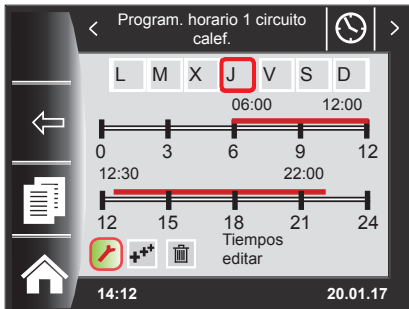 Program. horario 1 circuito
calef.
L M X J V S D
06:00 12:00
0 3 6 9 12
12:30 22:00
12 15 18 21 24
Tiempos
editar
14:12 20.01.17